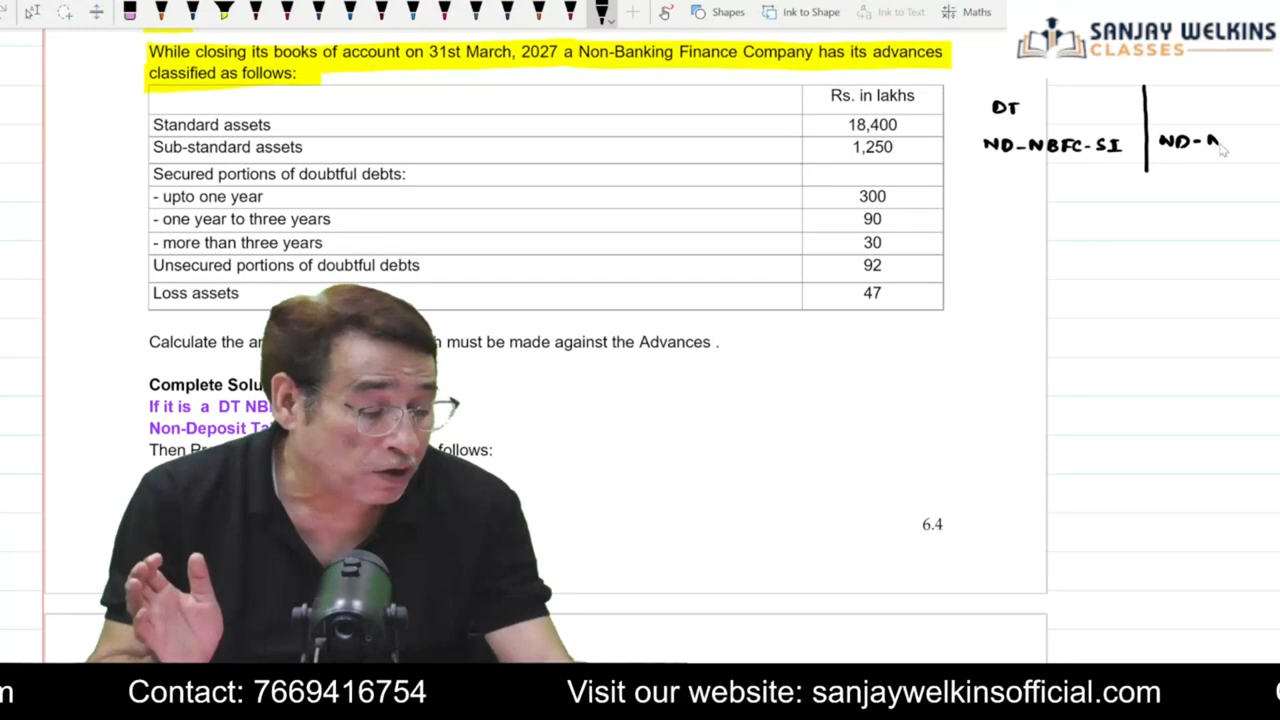 Shapes Ink to Shape Ink to Text Maths
SANJAY WELKINS
CLASSES
While closing its books of account on 31st March, 2027 a Non-Banking Finance Company has its advances
classified as follows:
Rs. in lakhs
Standard assets 18,400
Sub-standard assets 1,250
Secured portions of doubtful debts:
- upto one year 300
- one year to three years 90
- more than three years 30
Unsecured portions of doubtful debts 92
Loss assets 47
DT
ND-NBFC-SI ND-
Calculate the must be made against the Advances .
Complete
If it is a DT
Non-Deposit
Then follows:
6.4
Contact: 7669416754 Visit our website: sanjaywelkinsofficial.com